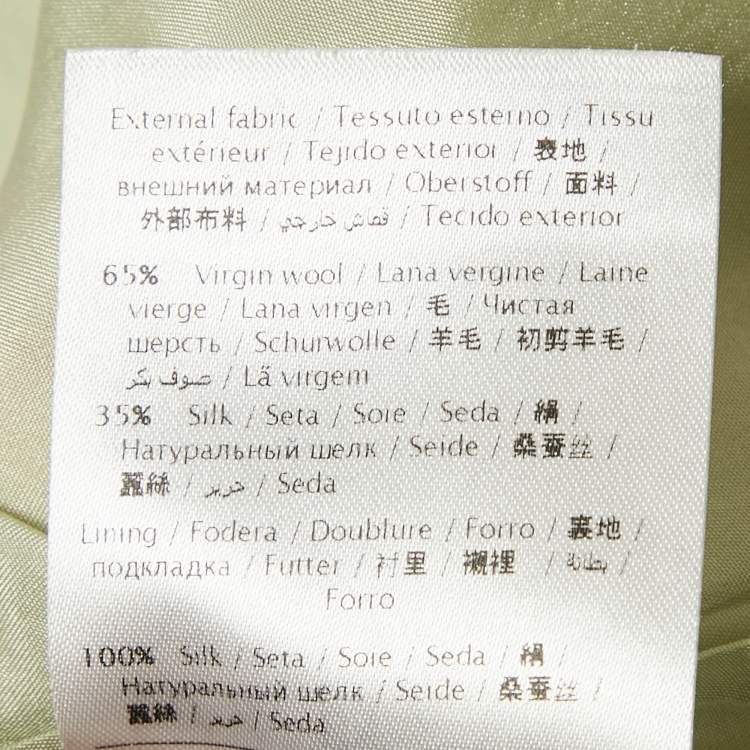 External fabric / Tessuto esterno / Tissu
extérieur / Tejido exterior / 表地 /
внешний материал / Oberstoff / 面料 /
外部布料 / قماش خارجي / Tecido exterior
65% Virgin wool / Lana vergine / Laine
vierge / Lana virgen / 毛 / Чистая
шерсть / Schurwolle / 羊毛 / 初剪羊毛 /
صوف بكر / Lã virgem
35% Silk / Seta / Soie / Seda / 絹 /
Натуральный шелк / Seide / 桑蚕丝 /
蠶絲 / حرير / Seda
Lining / Fodera / Doublure / Forro / 裏地 /
подкладка / Futter / 衬里 / 襯裡 / بطانة /
Forro
100% Silk / Seta / Soie / Seda / 絹 /
Натуральный шелк / Seide / 桑蚕丝 /
蠶絲 / حرير / Seda